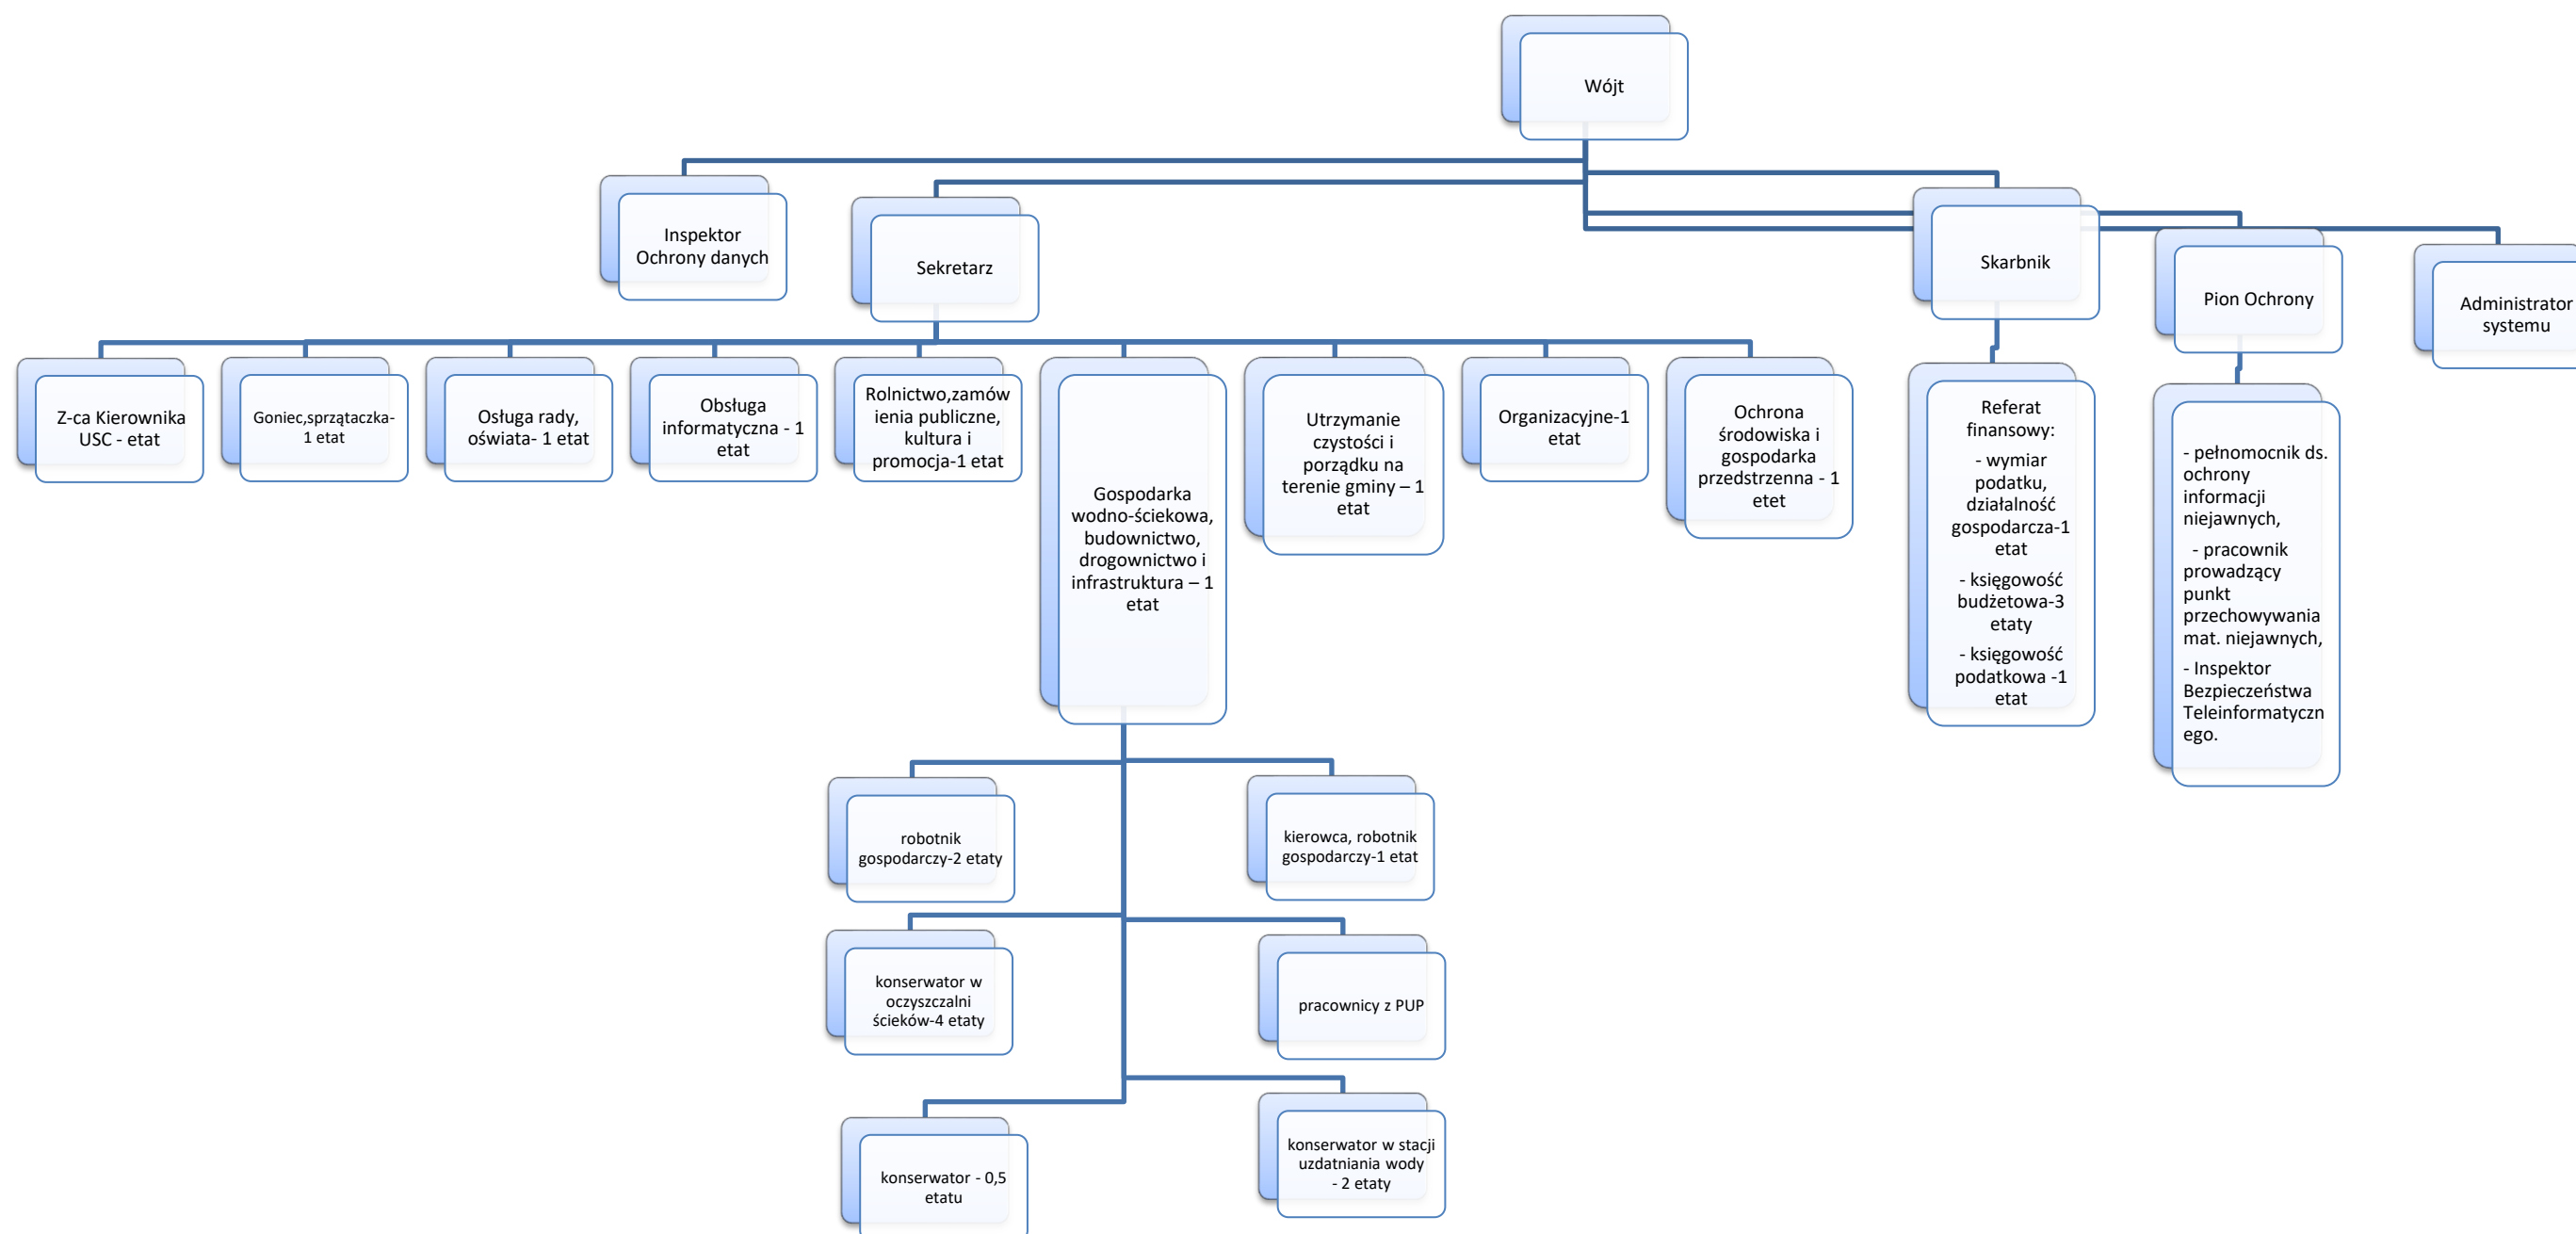 Wójt
Inspektor
Ochrony danych
Sekretarz
Skarbnik
Pion Ochrony
Administrator
systemu
Z-ca Kierownika
USC - etat
Goniec,sprzątaczka-
1 etat
Osługa rady,
oświata- 1 etat
Obsługa
informatyczna - 1
etat
Rolnictwo,zamów
ienia publiczne,
kultura i
promocja-1 etat
Gospodarka
wodno-ściekowa,
budownictwo,
drogownictwo i
infrastruktura – 1
etat
Utrzymanie
czystości i
porządku na
terenie gminy – 1
etat
Organizacyjne-1
etat
Ochrona
środowiska i
gospodarka
przedstrzenna - 1
etet
Referat
finansowy:
- wymiar
podatku,
działalność
gospodarcza-1
etat
- księgowość
budżetowa-3
etaty
- księgowość
podatkowa -1
etat
- pełnomocnik ds.
ochrony
informacji
niejawnych,
- pracownik
prowadzący
punkt
przechowywania
mat. niejawnych,
- Inspektor
Bezpieczeństwa
Teleinformatyczn
ego.
robotnik
gospodarczy-2 etaty
kierowca, robotnik
gospodarczy-1 etat
konserwator w
oczyszczalni
ścieków-4 etaty
pracownicy z PUP
konserwator - 0,5
etatu
konserwator w stacji
uzdatniania wody
- 2 etaty